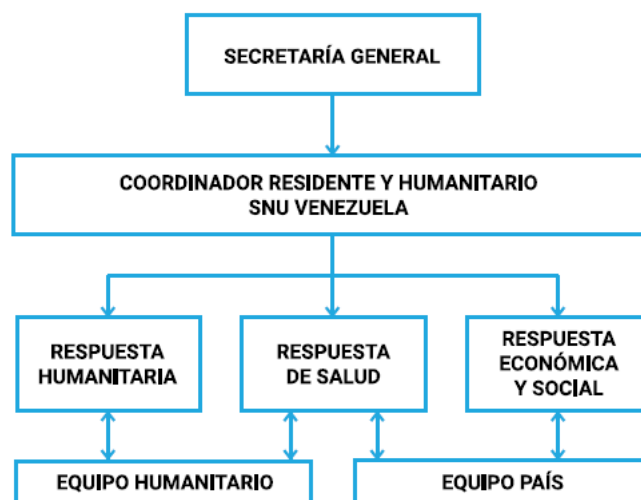 SECRETARÍA GENERAL
COORDINADOR RESIDENTE Y HUMANITARIO
SNU VENEZUELA
RESPUESTA
HUMANITARIA
RESPUESTA
DE SALUD
RESPUESTA
ECONÓMICA
Y SOCIAL
EQUIPO HUMANITARIO
EQUIPO PAÍS